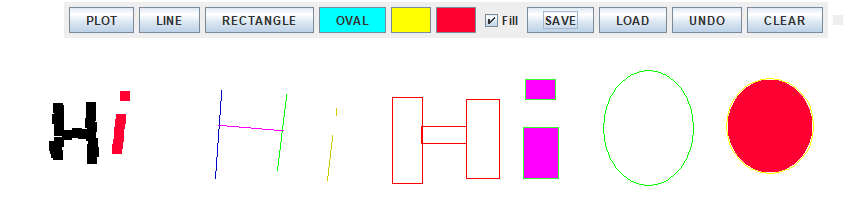 PLOT LINE RECTANGLE OVAL Fill SAVE LOAD UNDO CLEAR
Hi Hi Hi